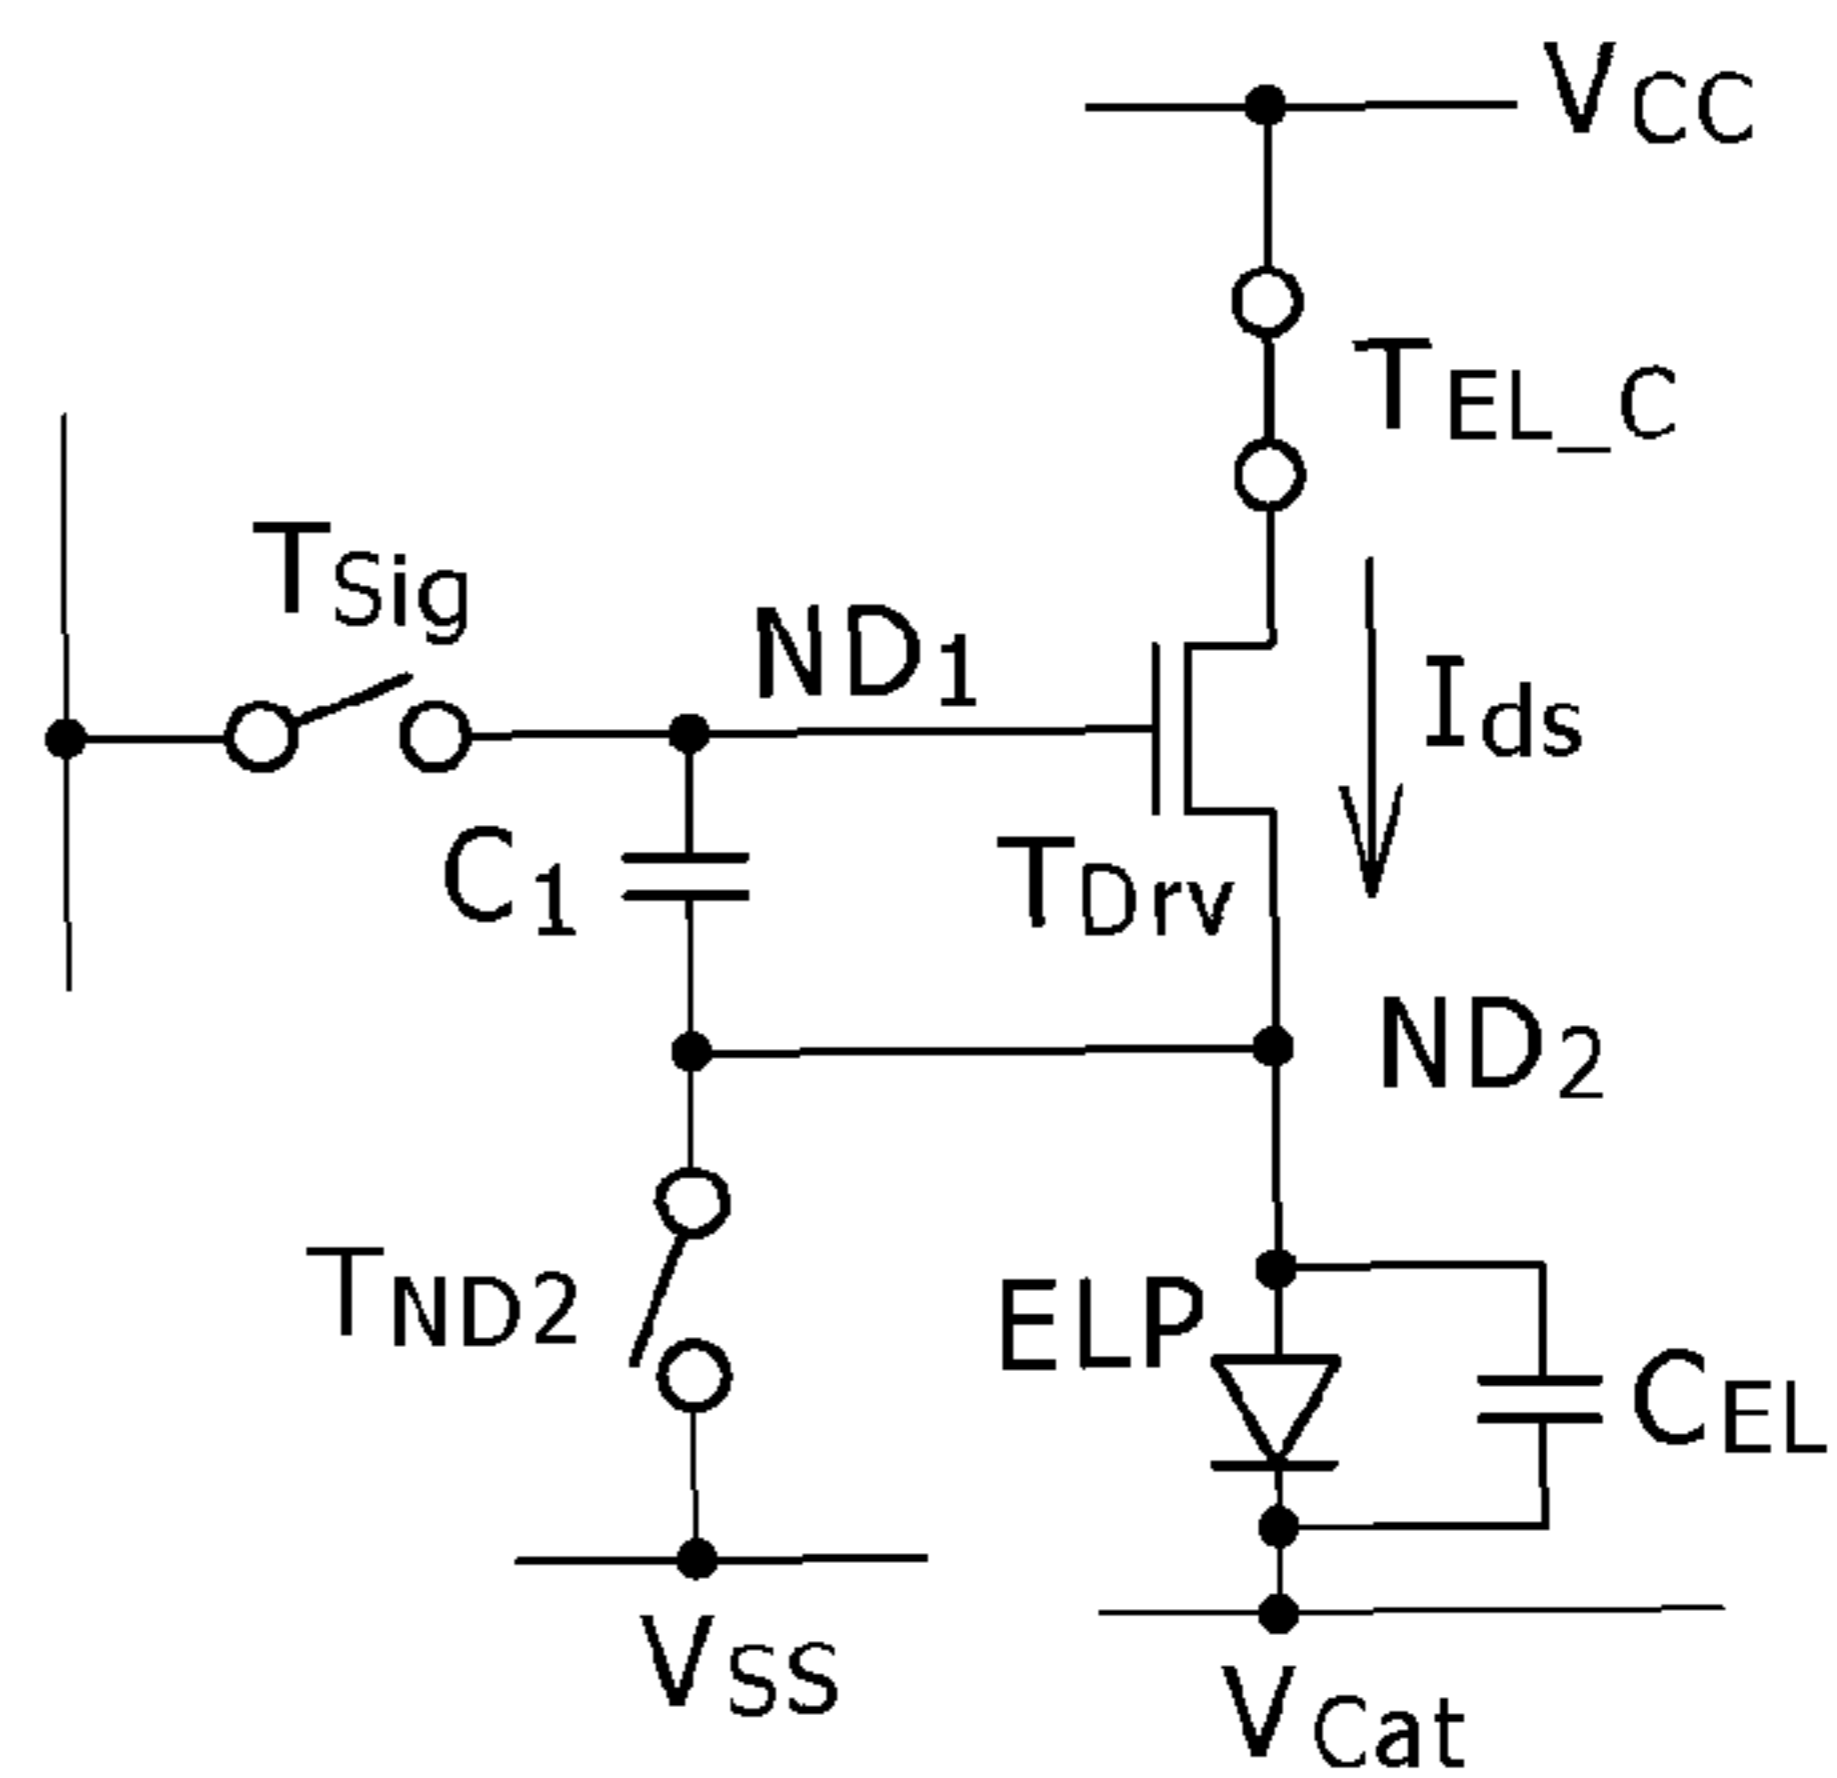 VCC
TEL_C
TSig
ND1
Ids
C1
TDrv
ND2
TND2
ELP
CEL
VSS
VCat